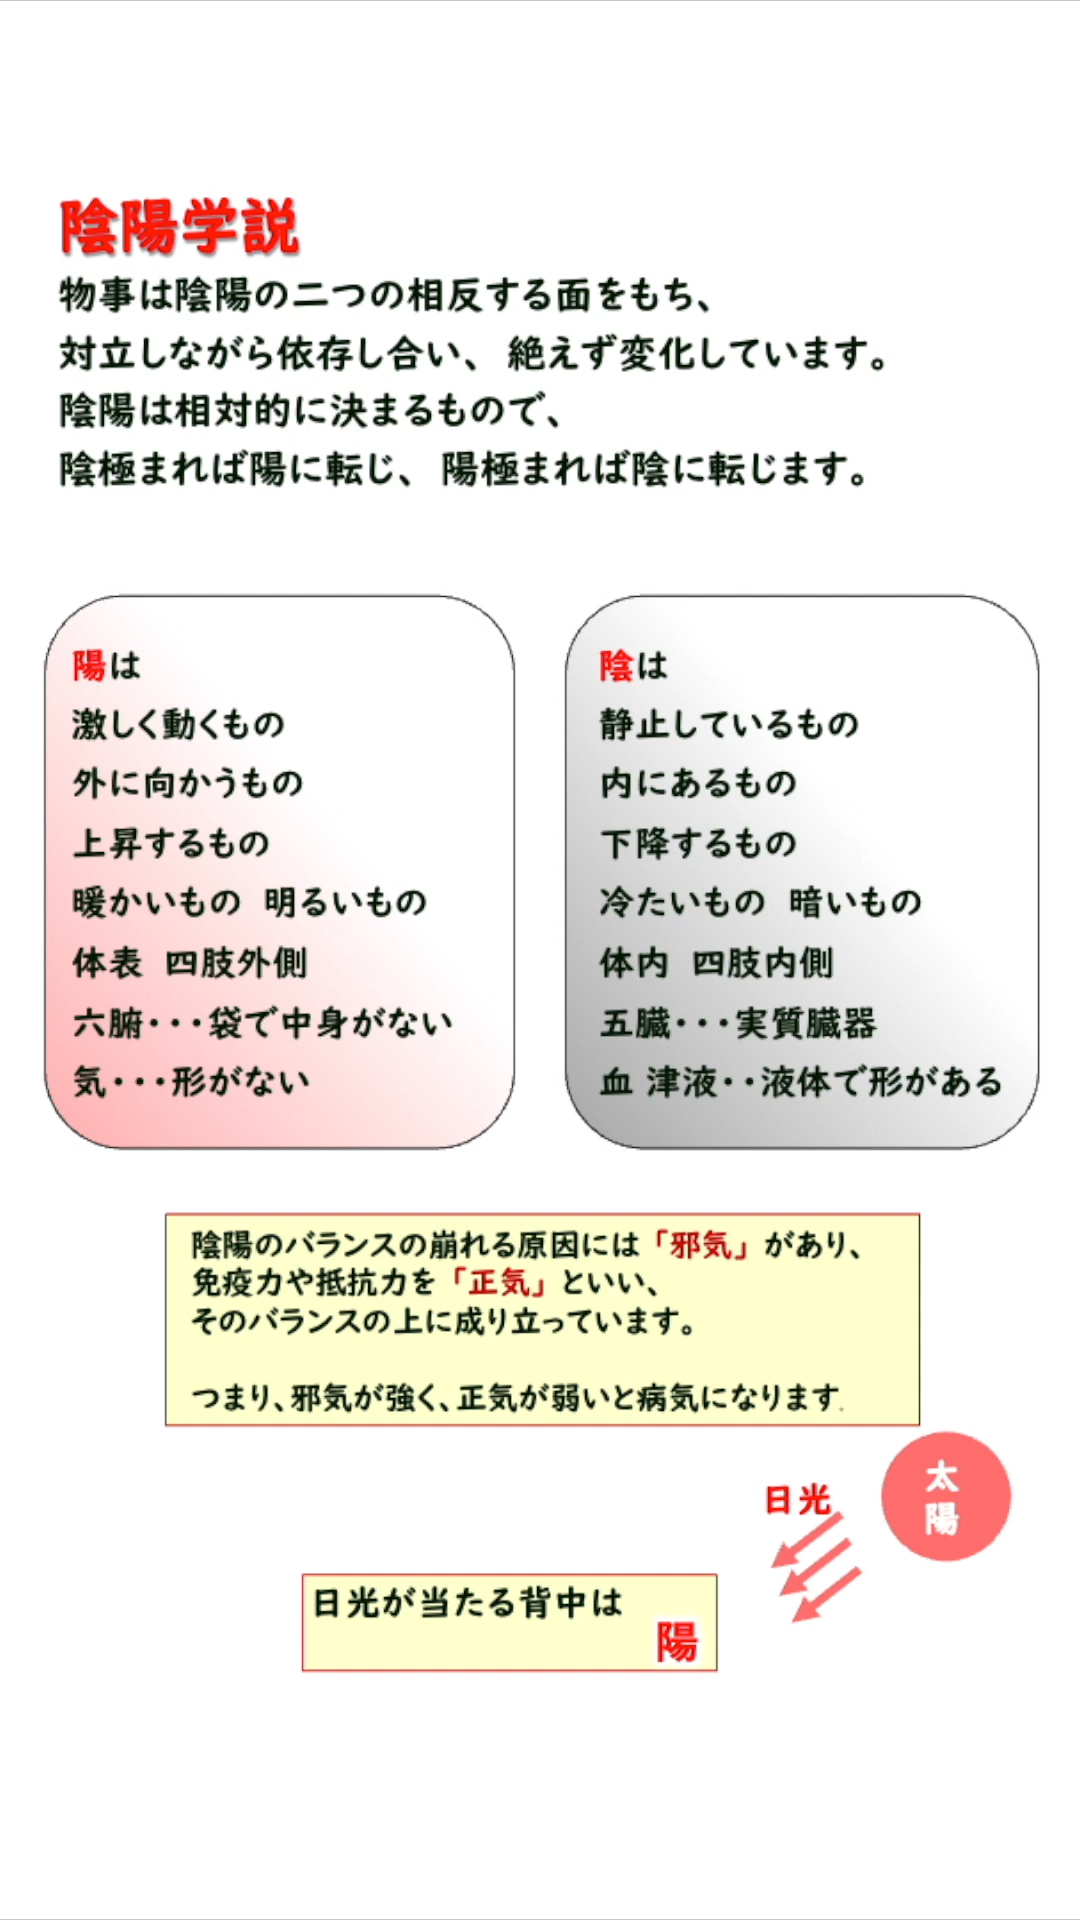 陰陽学説
物事は陰陽の二つの相反する面をもち、
対立しながら依存し合い、絶えず変化しています。
陰陽は相対的に決まるもので、
陰極まれば陽に転じ、陽極まれば陰に転じます。
陽は
激しく動くもの
外に向かうもの
上昇するもの
暖かいもの 明るいもの
体表 四肢外側
六腑・・・袋で中身がない
気・・・形がない
陰は
静止しているもの
内にあるもの
下降するもの
冷たいもの 暗いもの
体内 四肢内側
五臓・・・実質臓器
血 津液・・液体で形がある
陰陽のバランスの崩れる原因には「邪気」があり、
免疫力や抵抗力を「正気」といい、
そのバランスの上に成り立っています。
つまり、邪気が強く、正気が弱いと病気になります.
太
陽
日光
日光が当たる背中は
陽